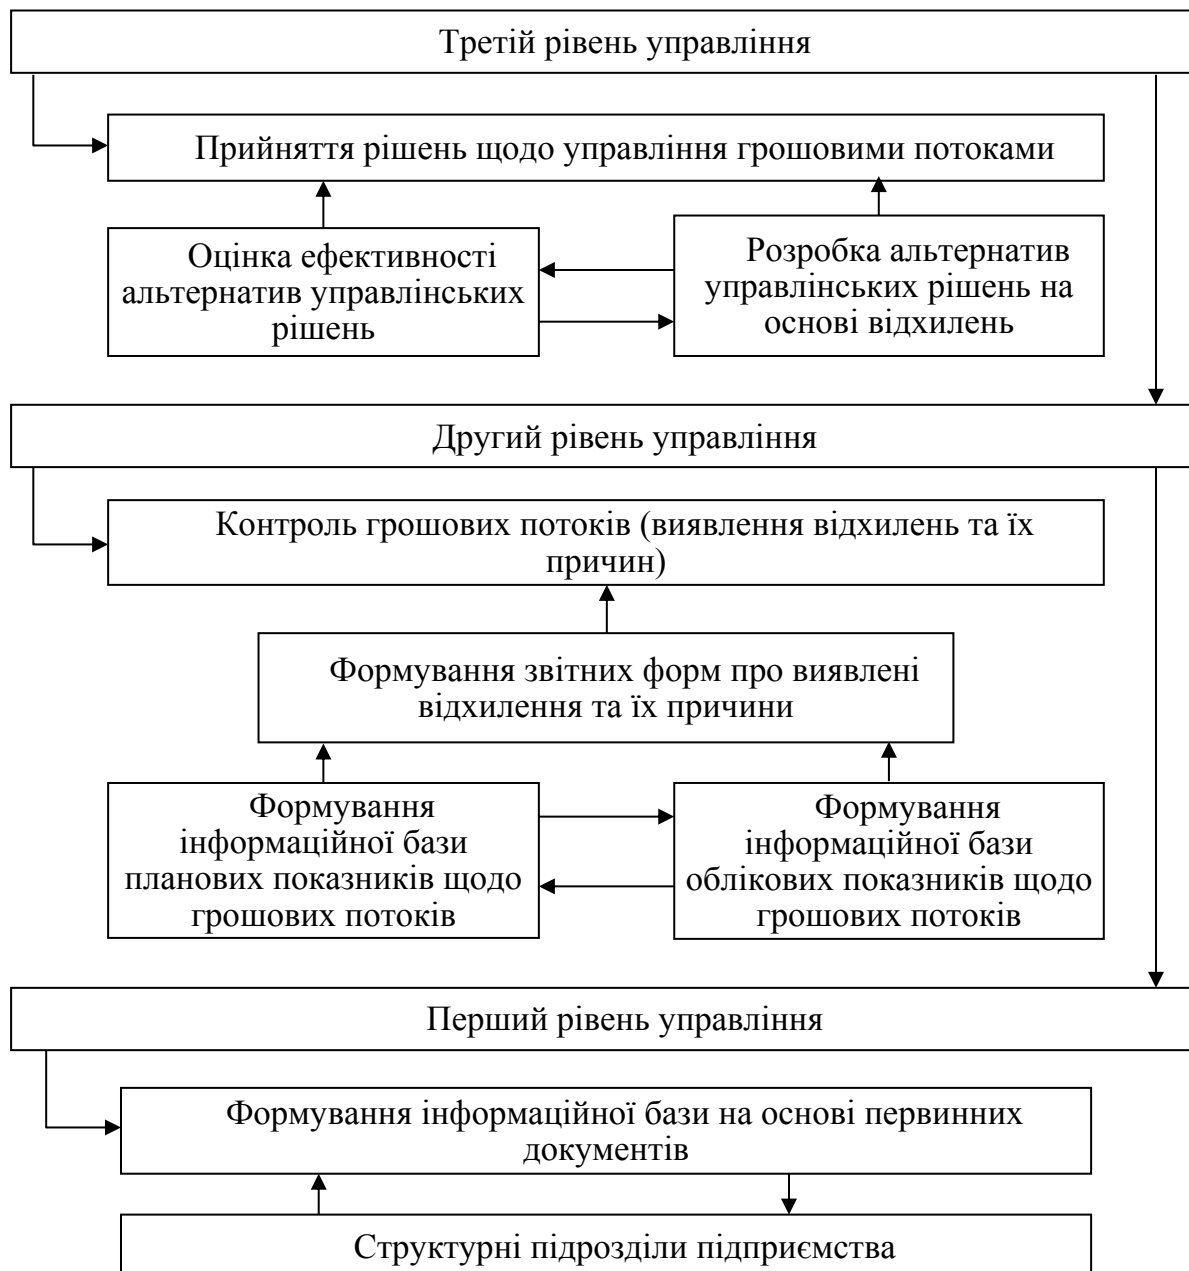 Третій рівень управління
Прийняття рішень щодо управління грошовими потоками
Оцінка ефективності
альтернатив управлінських
рішень
Розробка альтернатив
управлінських рішень на
основі відхилень
Другий рівень управління
Контроль грошових потоків (виявлення відхилень та їх
причин)
Формування звітних форм про виявлені
відхилення та їх причини
Формування
інформаційної бази
планових показників щодо
грошових потоків
Формування
інформаційної бази
облікових показників щодо
грошових потоків
Перший рівень управління
Формування інформаційної бази на основі первинних
документів
Структурні підрозділи підприємства